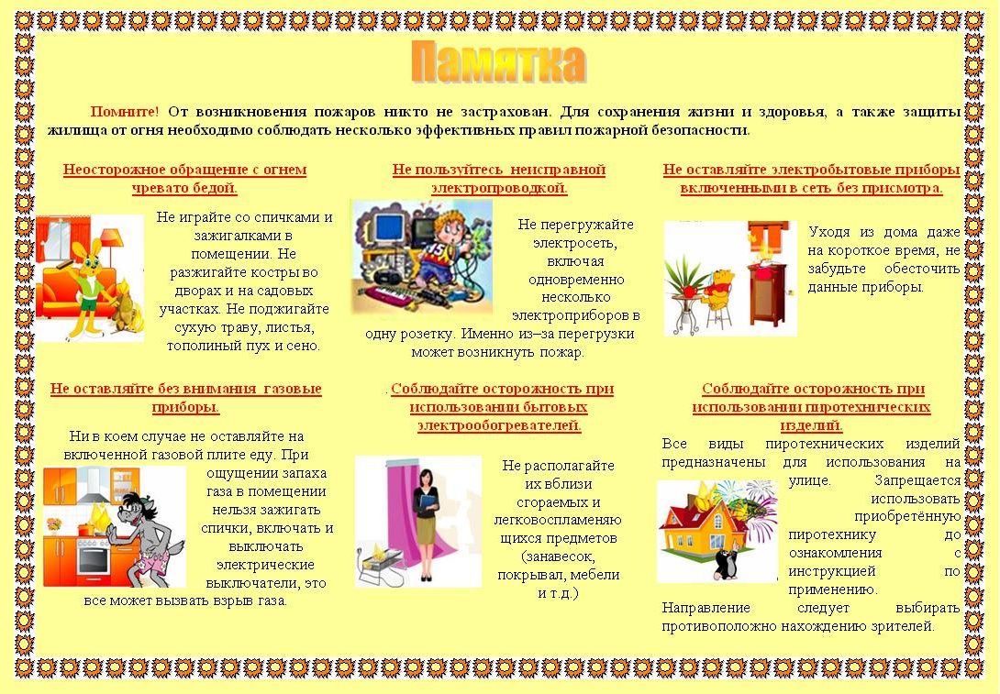 Памятка
Помните! От возникновения пожаров никто не застрахован. Для сохранения жизни и здоровья, а также защиты
жилища от огня необходимо соблюдать несколько эффективных правил пожарной безопасности.
Неосторожное обращение с огнем
чревато бедой.
Не играйте со спичками и
зажигалками в
помещении. Не
разжигайте костры во
дворах и на садовых
участках. Не поджигайте
сухую траву, листья,
тополиный пух и сено.
Не пользуйтесь неисправной
электропроводкой.
Не перегружайте
электросеть,
включая
одновременно
несколько
электроприборов в
одну розетку. Именно из–за перегрузки
может возникнуть пожар.
Не оставляйте электробытовые приборы
включенными в сеть без присмотра.
Уходя из дома даже
на короткое время, не
забудьте обесточить
данные приборы.
Не оставляйте без внимания газовые
приборы.
Ни в коем случае не оставляйте на
включенной газовой плите еду. При
ощущении запаха
газа в помещении
нельзя зажигать
спички, включать и
выключать
электрические
выключатели, это
все может вызвать взрыв газа.
. Соблюдайте осторожность при
использовании бытовых
электрообогревателей.
Не располагайте
их вблизи
сгораемых и
легковоспламеняю
щихся предметов
(занавесок,
покрывал, мебели
и т.д.)
Соблюдайте осторожность при
использовании пиротехнических
изделий.
Все виды пиротехнических изделий
предназначены для использования на
улице. Запрещается
использовать
приобретённую
пиротехнику до
ознакомления с
инструкцией по
применению.
Направление следует выбирать
противоположно нахождению зрителей.